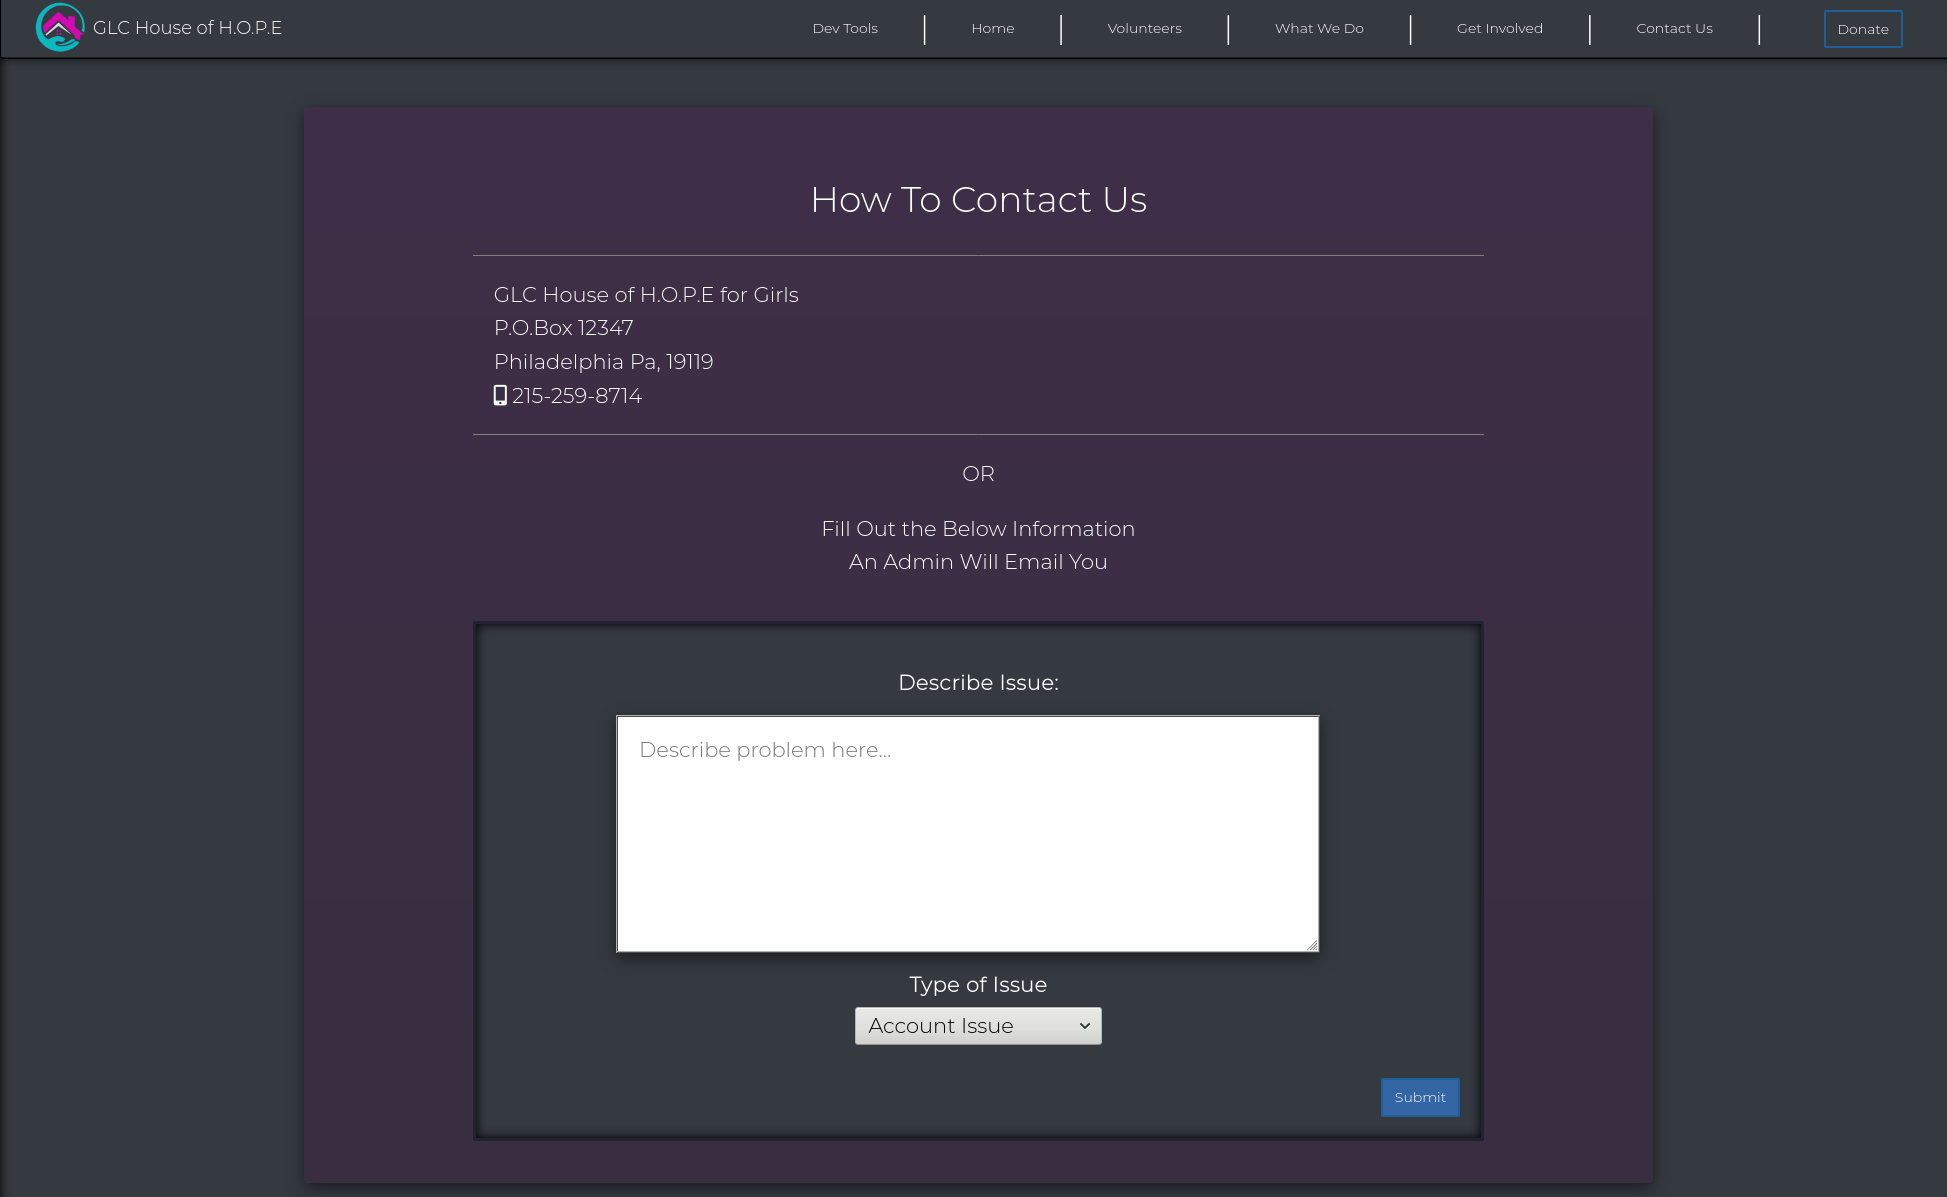 GLC House of H.O.P.E
Dev Tools
Home
Volunteers
What We Do
Get Involved
Contact Us
Donate
How To Contact Us
GLC House of H.O.P.E for Girls
P.O.Box 12347
Philadelphia Pa, 19119
215-259-8714
OR
Fill Out the Below Information
An Admin Will Email You
Describe Issue:
Describe problem here...
Type of Issue
Account Issue
Submit